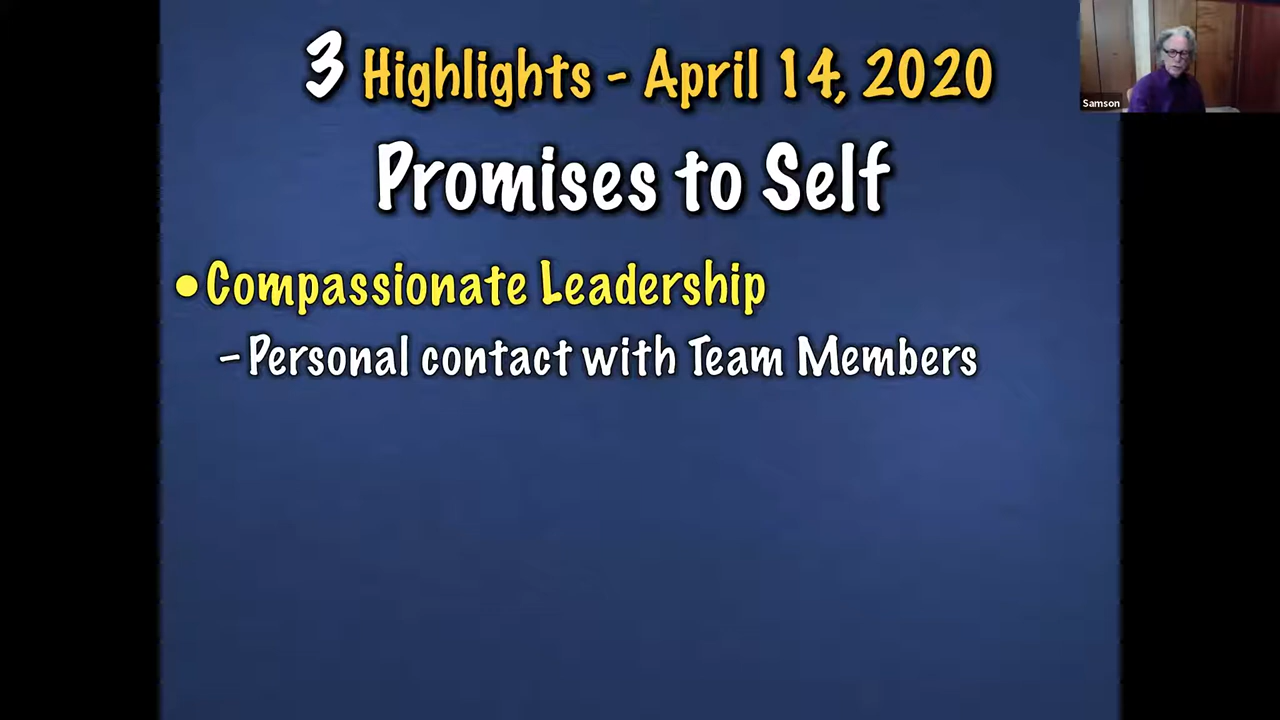 3 Highlights - April 14, 2020
Promises to Self
•Compassionate Leadership
–Personal contact with Team Members
Samson